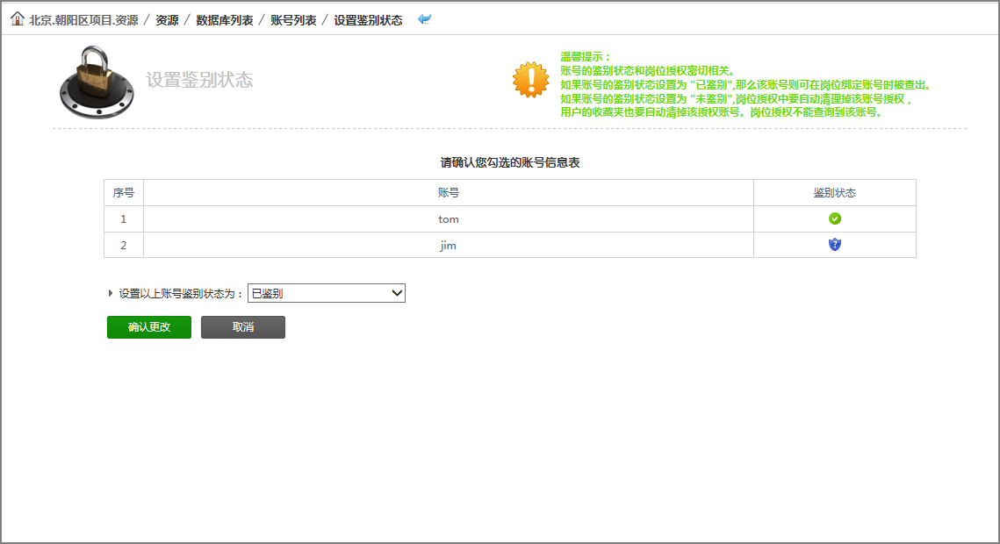 北京.朝阳区项目.资源 / 资源 / 数据库列表 / 账号列表 / 设置鉴别状态
设置鉴别状态
温馨提示：
账号的鉴别状态和岗位授权密切相关。
如果账号的鉴别状态设置为 "已鉴别",那么该账号则可在岗位绑定账号时被查出。
如果账号的鉴别状态设置为 "未鉴别",岗位授权中要自动清理掉该账号授权，
用户的收藏夹也要自动清掉该授权账号。岗位授权不能查询到该账号。
请确认您勾选的账号信息表
序号 账号 鉴别状态
1 tom
2 jim
设置以上账号鉴别状态为： 已鉴别
确认更改 取消